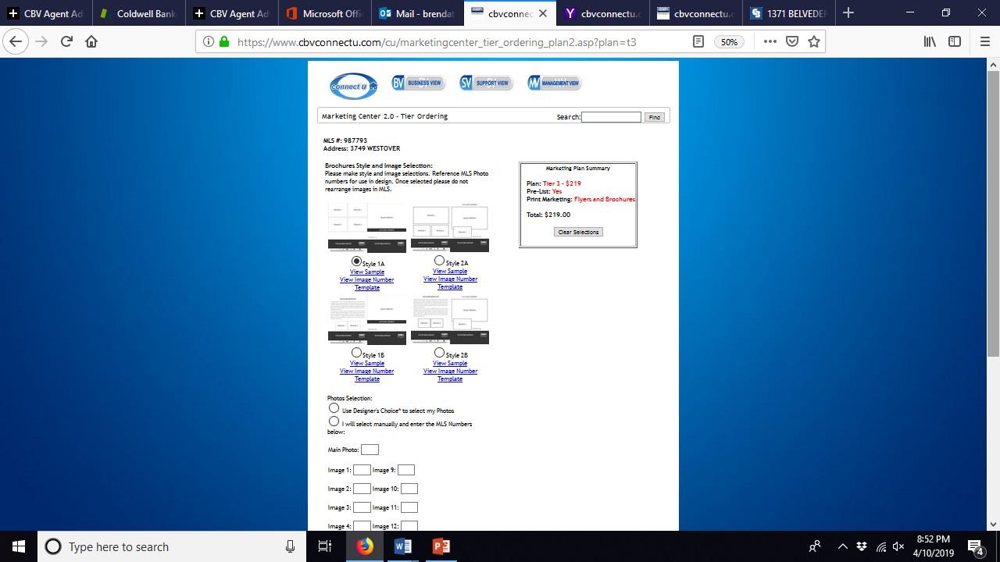 CBV Agent Ad
Coldwell Bank
CBV Agent Ad
Microsoft Offic
Mail - brendat
cbvconnec
cbvconnectu.c
cbvconnectu.c
1371 BELVEDER
https://www.cbvconnectu.com/cu/marketingcenter_tier_ordering_plan2.asp?plan=t3
50%
connect u
BV BUSINESS VIEW
SV SUPPORT VIEW
MV MANAGEMENT VIEW
Marketing Center 2.0 - Tier Ordering
Search:
Find
MLS #: 987793
Address: 3749 WESTOVER
Brochures Style and Image Selection:
Please make style and image selections. Reference MLS Photo
numbers for use in design. Once selected please do not
rearrange images in MLS.
Marketing Plan Summary
Plan: Tier 3 - $219
Pre-List: Yes
Print Marketing: Flyers and Brochures
Total: $219.00
Clear Selections
Style 1A
View Sample
View Image Number
Template
Style 2A
View Sample
View Image Number
Template
Style 1B
View Sample
View Image Number
Template
Style 2B
View Sample
View Image Number
Template
Photos Selection:
Use Designer's Choice* to select my Photos
I will select manually and enter the MLS Numbers
below:
Main Photo:
Image 1: Image 9:
Image 2: Image 10:
Image 3: Image 11:
Image 4: Image 12:
Type here to search
8:52 PM
4/10/2019
4